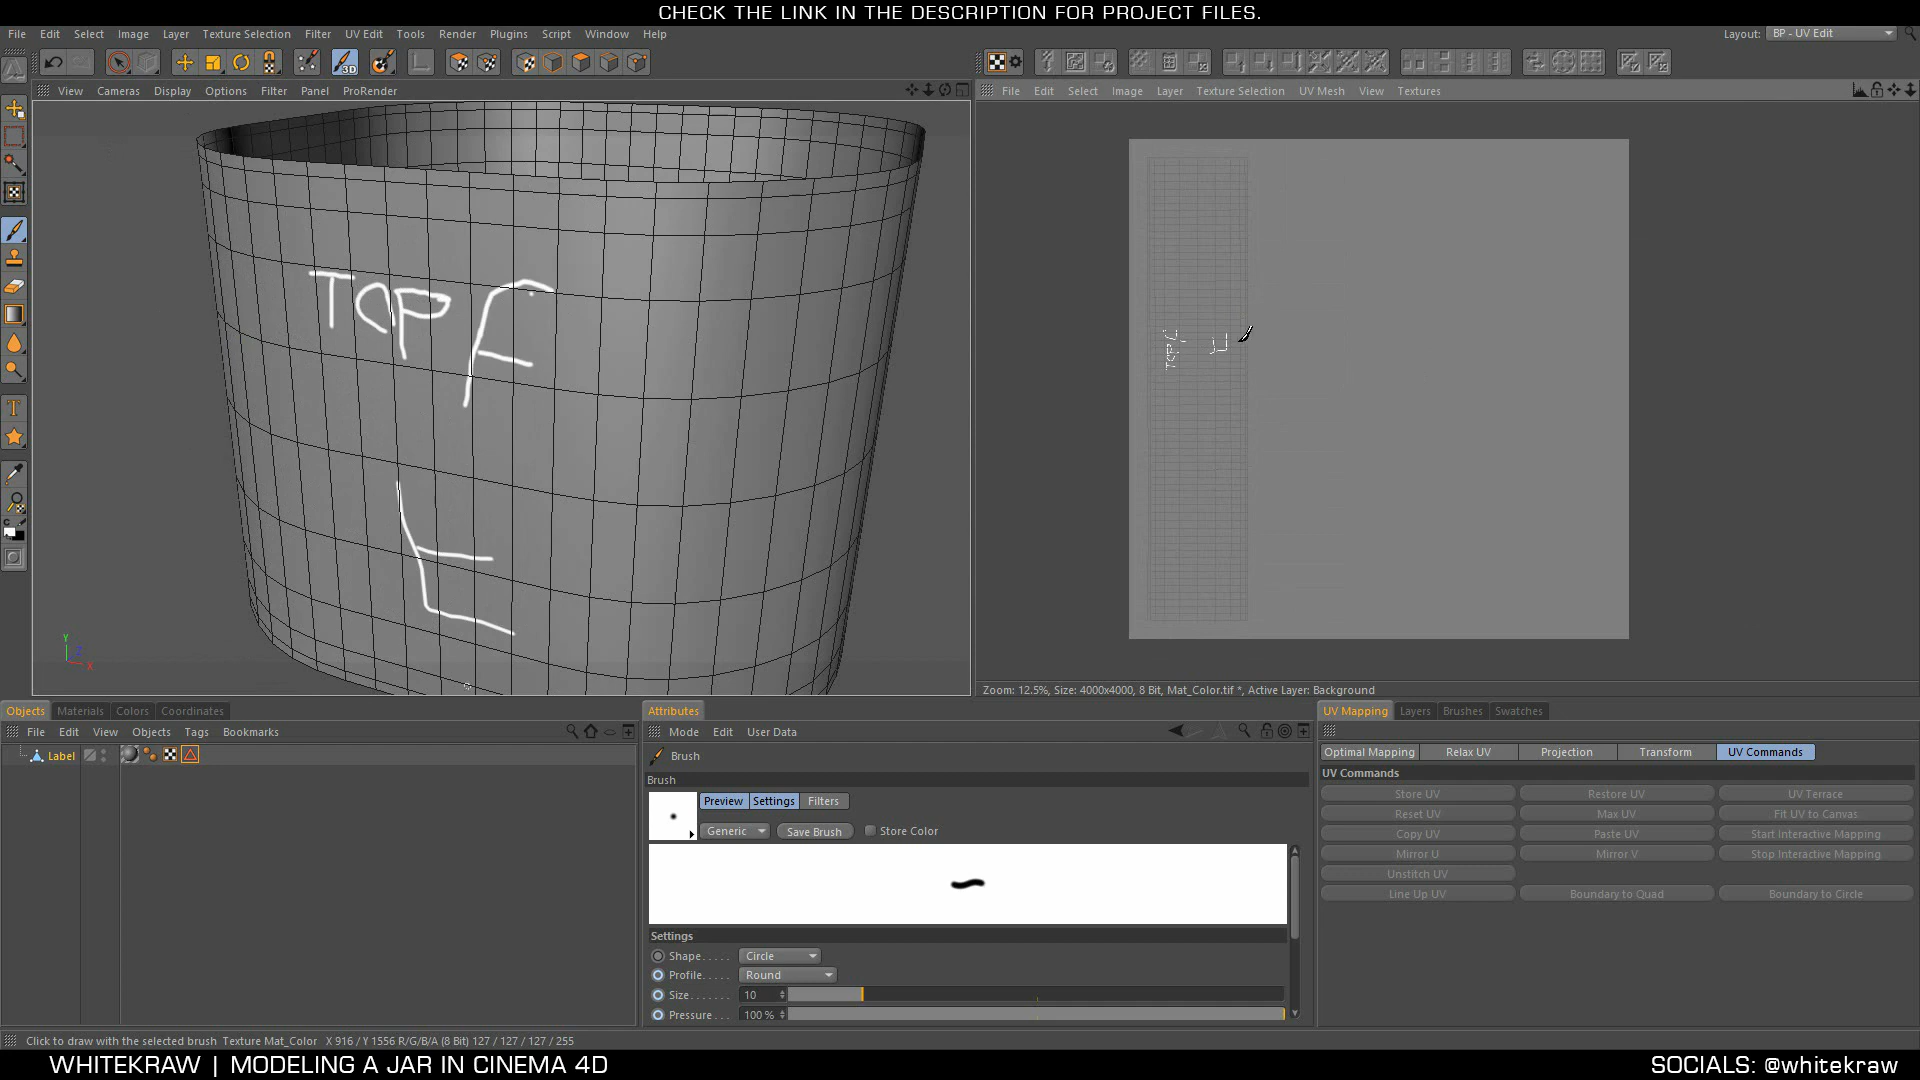 CHECK THE LINK IN THE DESCRIPTION FOR PROJECT FILES.
File Edit Select Image Layer Texture Selection Filter UV Edit Tools Render Plugins Script Window Help
Layout: BP - UV Edit
3D
View Cameras Display Options Filter Panel ProRender
File Edit Select Image Layer Texture Selection UV Mesh View Textures
TOP F
E
Y
Z
X
Zoom: 12.5%, Size: 4000x4000, 8 Bit, Mat_Color.tif *, Active Layer: Background
Objects Materials Colors Coordinates
File Edit View Objects Tags Bookmarks
Label
Attributes
Mode Edit User Data
Brush
Brush
Preview Settings Filters
Generic Save Brush Store Color
Settings
Shape..... Circle
Profile..... Round
Size....... 10
Pressure... 100 %
UV Mapping Layers Brushes Swatches
Optimal Mapping Relax UV Projection Transform UV Commands
UV Commands
Store UV Restore UV UV Terrace
Reset UV Max UV Fit UV to Canvas
Copy UV Paste UV Start Interactive Mapping
Mirror U Mirror V Stop Interactive Mapping
Unstitch UV
Line Up UV Boundary to Quad Boundary to Circle
Click to draw with the selected brush Texture Mat_Color X 916 / Y 1556 R/G/B/A (8 Bit) 127 / 127 / 127 / 255
WHITEKRAW | MODELING A JAR IN CINEMA 4D
SOCIALS: @whitekraw